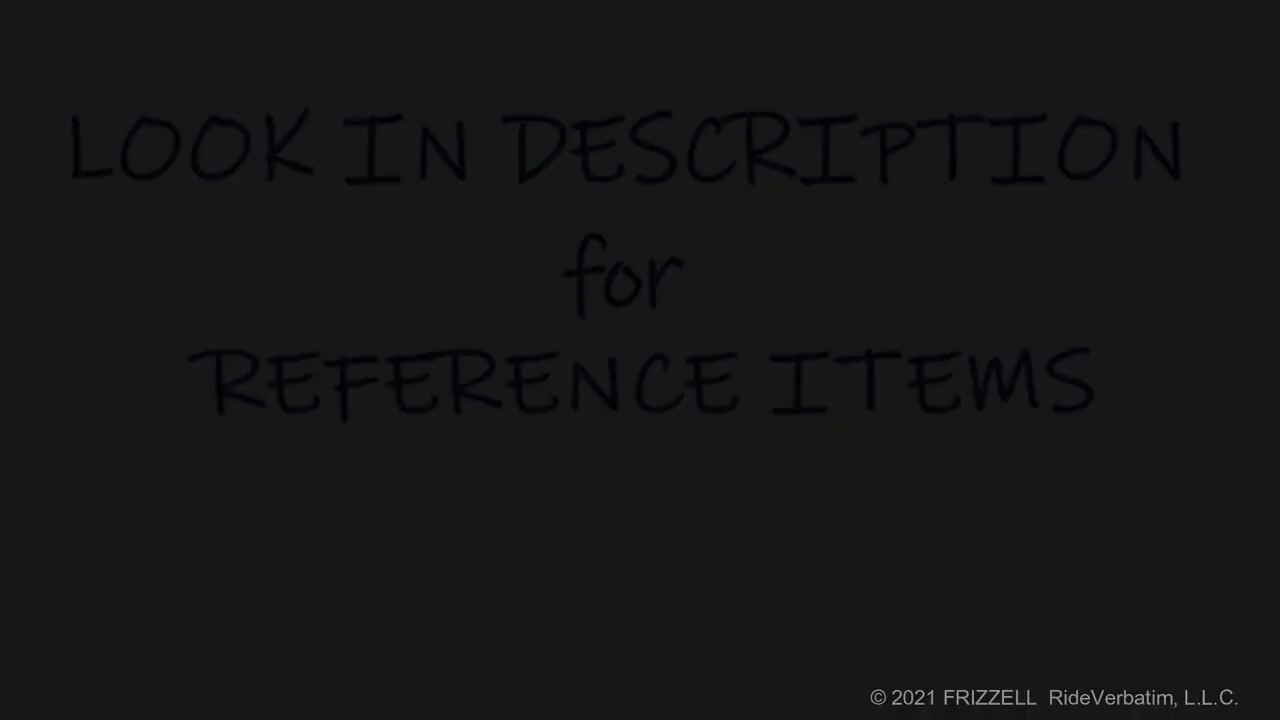 LOOK IN DESCRIPTION
for
REFERENCE ITEMS
© 2021 FRIZZELL RideVerbatim, L.L.C.